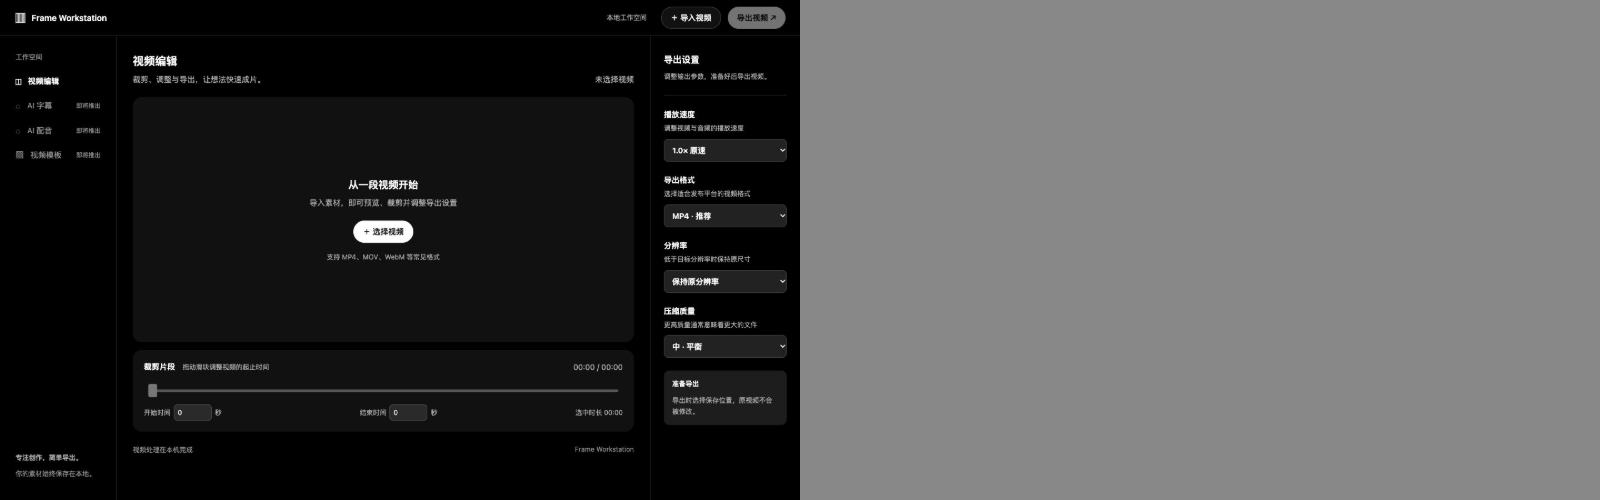 Frame Workstation
本地工作空间
+ 导入视频
导出视频 ↗
工作空间
视频编辑
AI 字幕 即将推出
AI 配音 即将推出
视频模板 即将推出
专注创作，简单导出。
你的素材始终保存在本地。
视频编辑
裁剪、调整与导出，让想法快速成片。
未选择视频
从一段视频开始
导入素材，即可预览、裁剪并调整导出设置
+ 选择视频
支持 MP4、MOV、WebM 等常见格式
裁剪片段 拖动滑块调整视频的起止时间 00:00 / 00:00
开始时间 0 秒 结束时间 0 秒 选中时长 00:00
视频处理在本机完成 Frame Workstation
导出设置
调整输出参数，准备好后导出视频。
播放速度
调整视频与音频的播放速度
1.0× 原速
导出格式
选择适合发布平台的视频格式
MP4 · 推荐
分辨率
低于目标分辨率时保持原尺寸
保持原分辨率
压缩质量
更高质量通常意味着更大的文件
中 · 平衡
准备导出
导出时选择保存位置，原视频不会
被修改。